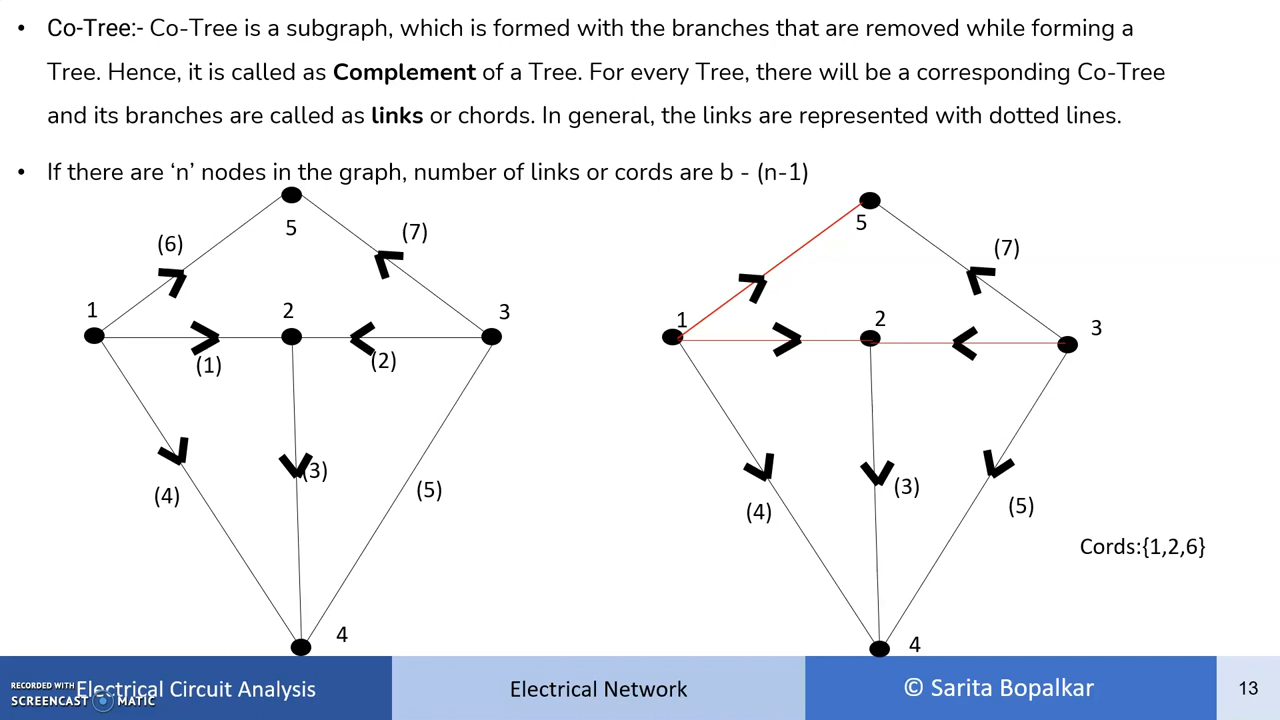 • Co-Tree:- Co-Tree is a subgraph, which is formed with the branches that are removed while forming a
Tree. Hence, it is called as Complement of a Tree. For every Tree, there will be a corresponding Co-Tree
and its branches are called as links or chords. In general, the links are represented with dotted lines.
• If there are ‘n’ nodes in the graph, number of links or cords are b - (n-1)
5
(6)
(7)
1
2
3
(1)
(2)
(3)
(4)
(5)
4
5
(7)
1
2
3
(4)
(3)
(5)
Cords:{1,2,6}
4
RECORDED WITH
SCREENCAST MATIC
Electrical Circuit Analysis
Electrical Network
© Sarita Bopalkar
13